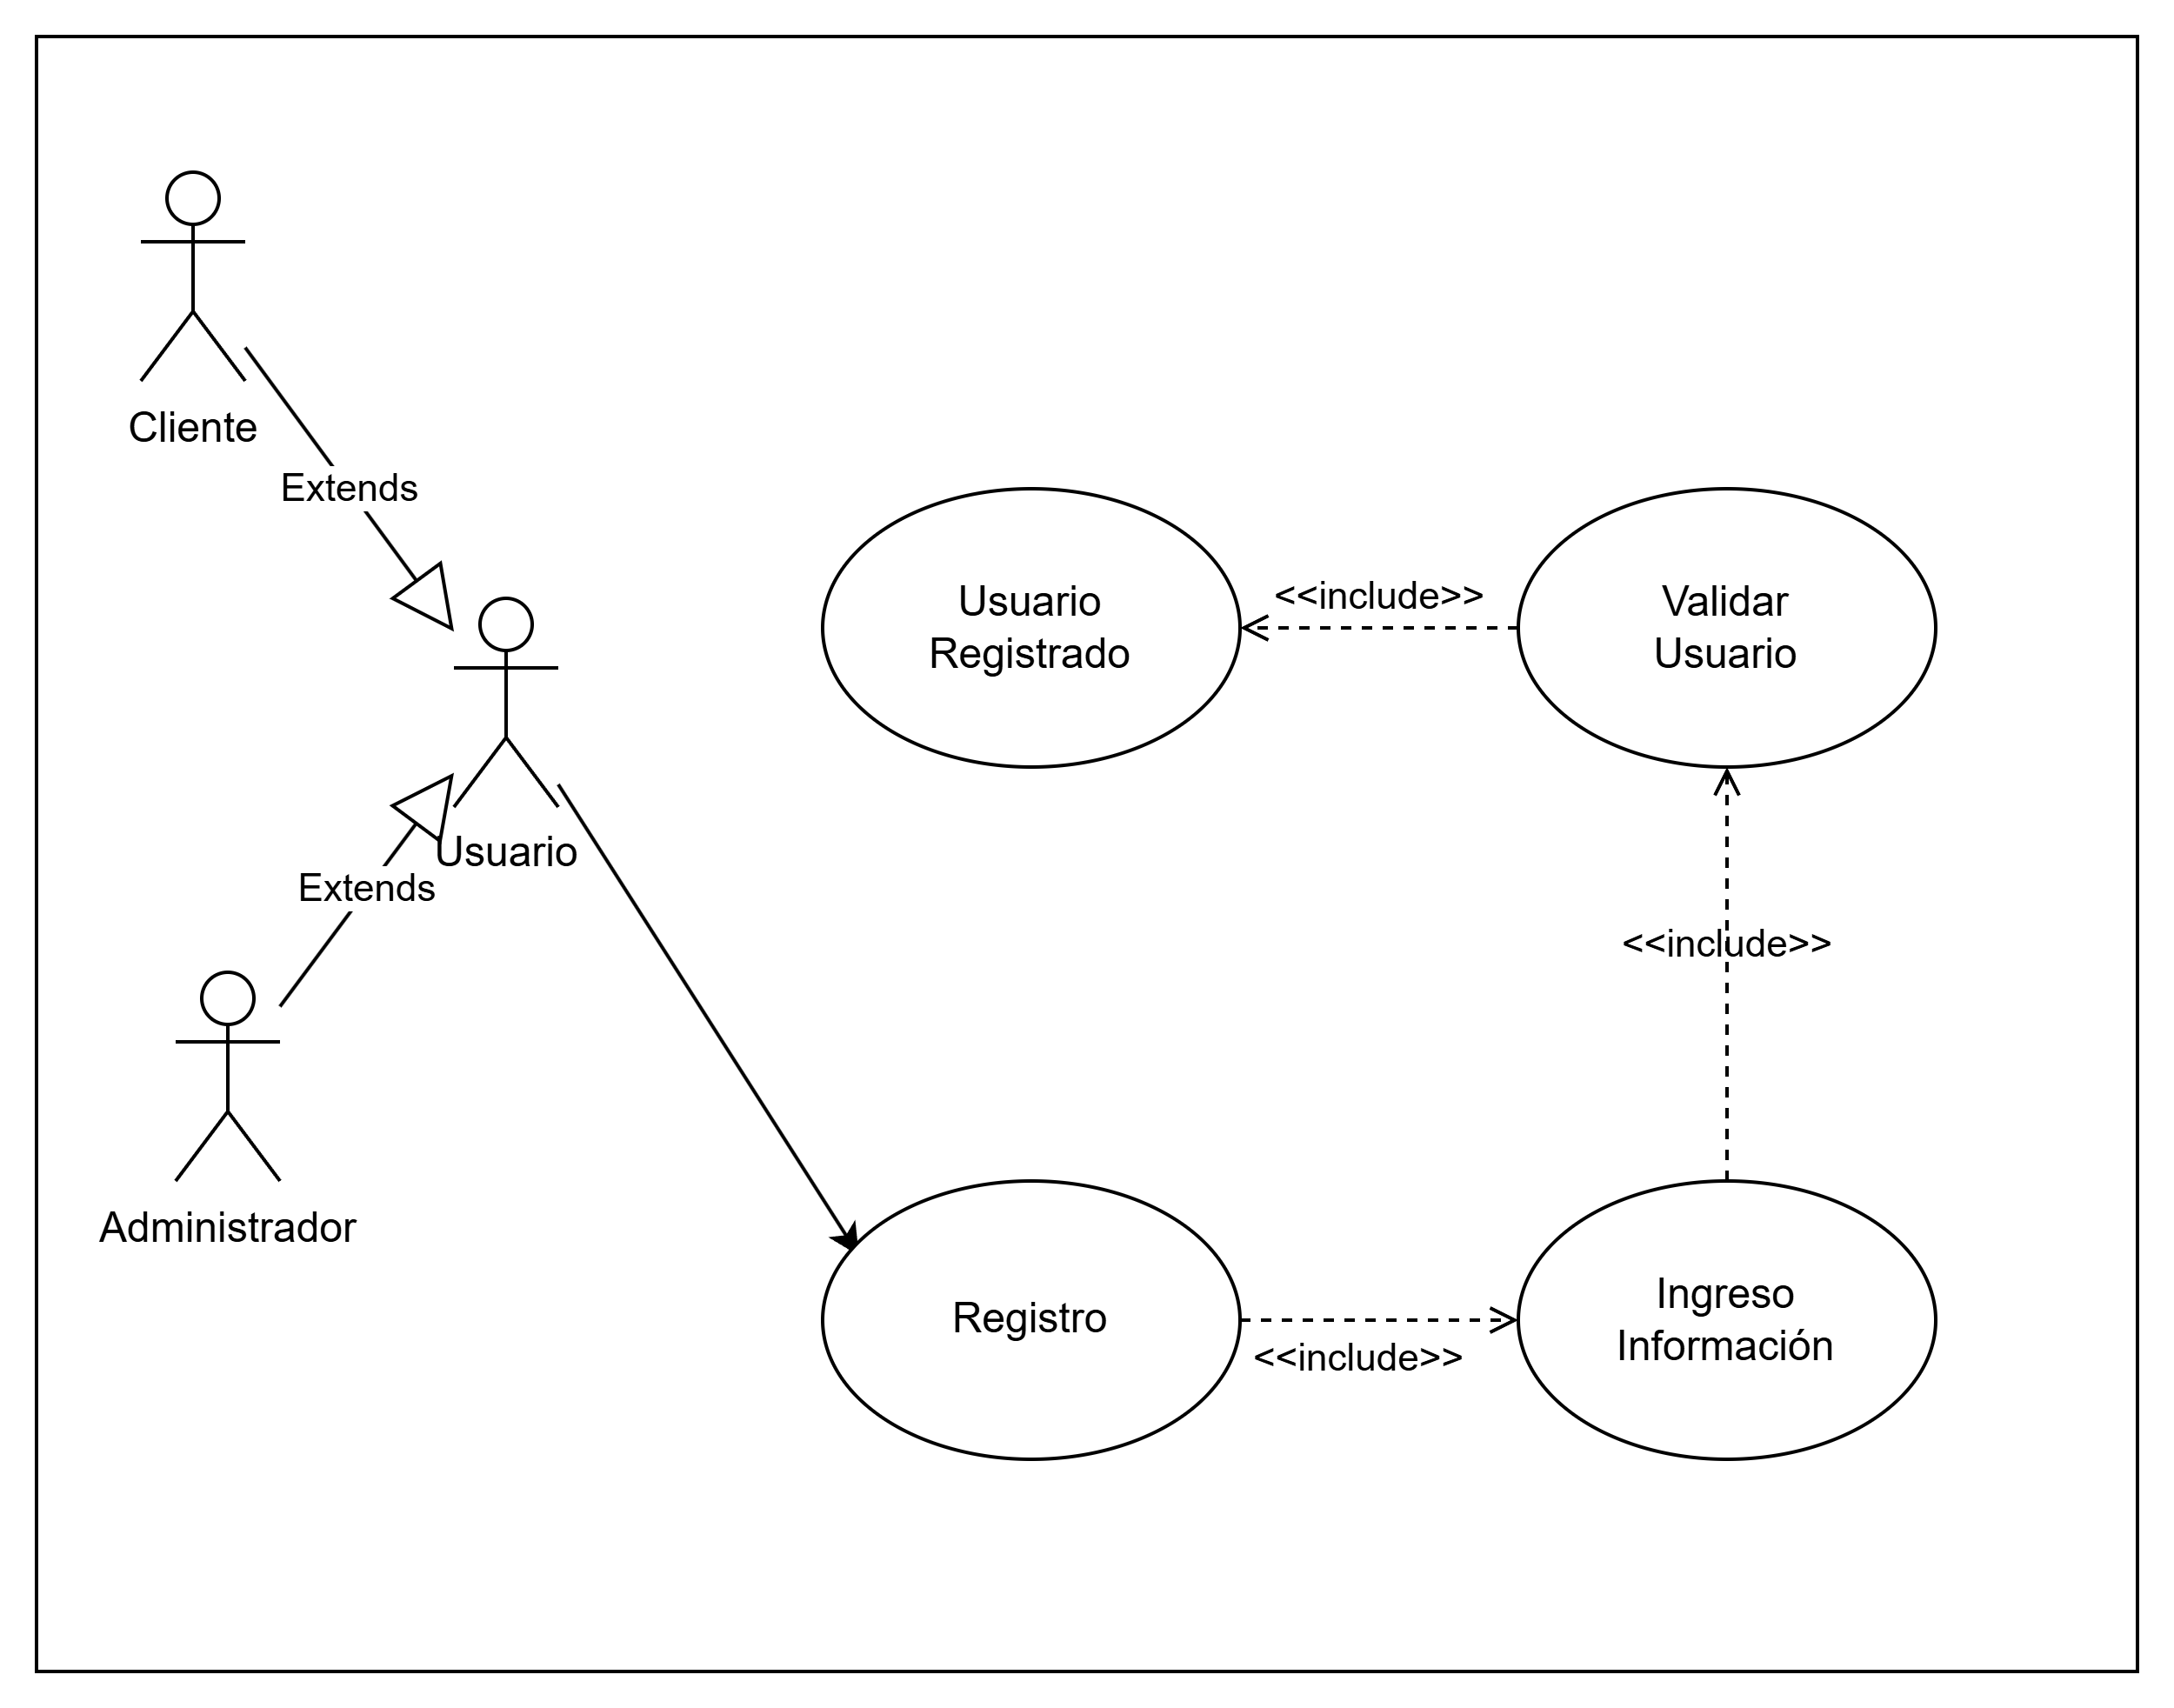 Cliente
Extends
Usuario
Extends
Administrador
Usuario
Registrado
<<include>>
Validar
Usuario
<<include>>
Registro
<<include>>
Ingreso
Información